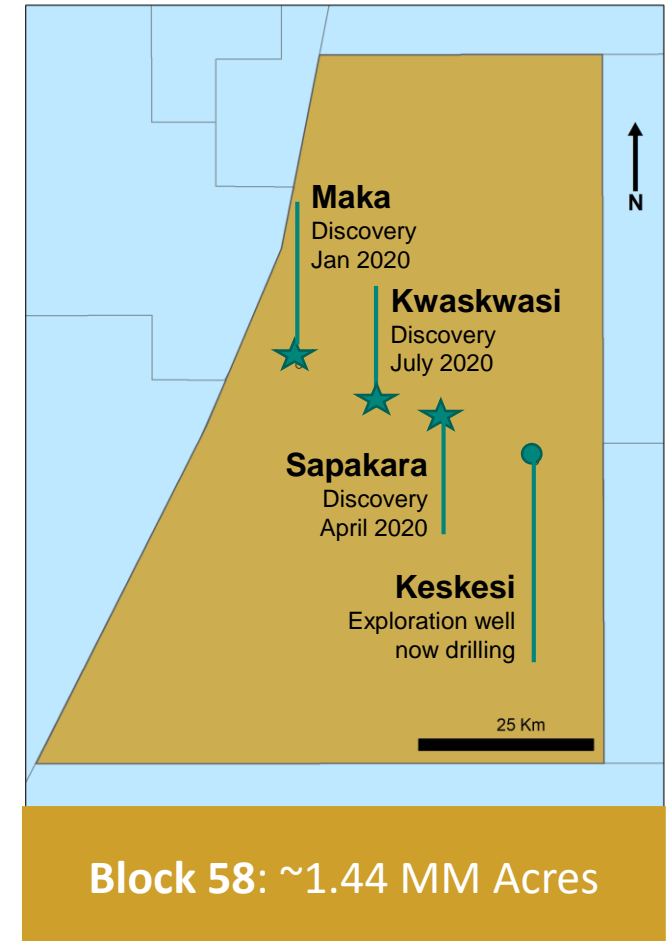 N
Maka
Discovery
Jan 2020
Kwaskwasi
Discovery
July 2020
Sapakara
Discovery
April 2020
Keskesi
Exploration well
now drilling
25 Km
Block 58: ~1.44 MM Acres